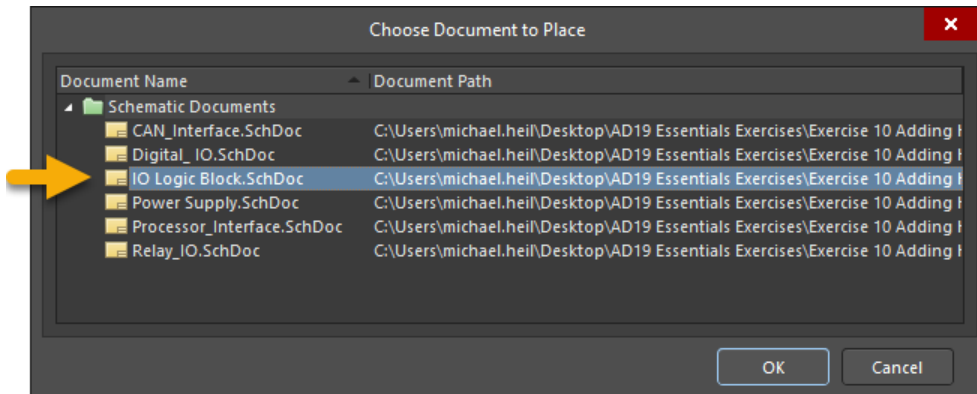 Choose Document to Place
Document Name Document Path
Schematic Documents
CAN_Interface.SchDoc C:\Users\michael.heil\Desktop\AD19 Essentials Exercises\Exercise 10 Adding
Digital_ IO.SchDoc C:\Users\michael.heil\Desktop\AD19 Essentials Exercises\Exercise 10 Adding
IO Logic Block.SchDoc C:\Users\michael.heil\Desktop\AD19 Essentials Exercises\Exercise 10 Adding
Power Supply.SchDoc C:\Users\michael.heil\Desktop\AD19 Essentials Exercises\Exercise 10 Adding
Processor_Interface.SchDoc C:\Users\michael.heil\Desktop\AD19 Essentials Exercises\Exercise 10 Adding
Relay_IO.SchDoc C:\Users\michael.heil\Desktop\AD19 Essentials Exercises\Exercise 10 Adding
OK Cancel